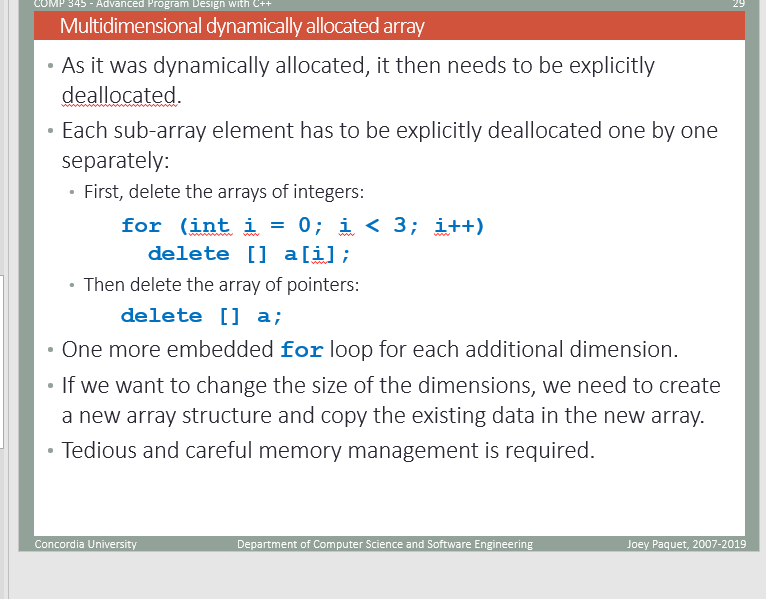 COMP 345 - Advanced Program Design with C++
29
Multidimensional dynamically allocated array
• As it was dynamically allocated, it then needs to be explicitly
deallocated.
• Each sub-array element has to be explicitly deallocated one by one
separately:
• First, delete the arrays of integers:
for (int i = 0; i < 3; i++)
delete [] a[i];
• Then delete the array of pointers:
delete [] a;
• One more embedded for loop for each additional dimension.
• If we want to change the size of the dimensions, we need to create
a new array structure and copy the existing data in the new array.
• Tedious and careful memory management is required.
Concordia University
Department of Computer Science and Software Engineering
Joey Paquet, 2007-2019